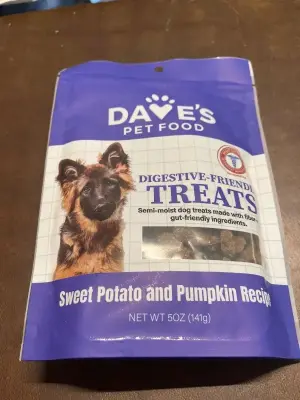 DAVE'S
PET FOOD
DIGESTIVE-FRIENDLY
TREATS
Semi-moist dog treats made with
gut-friendly ingredients.
Sweet Potato and Pumpkin Recipe
NET WT 5OZ (141g)